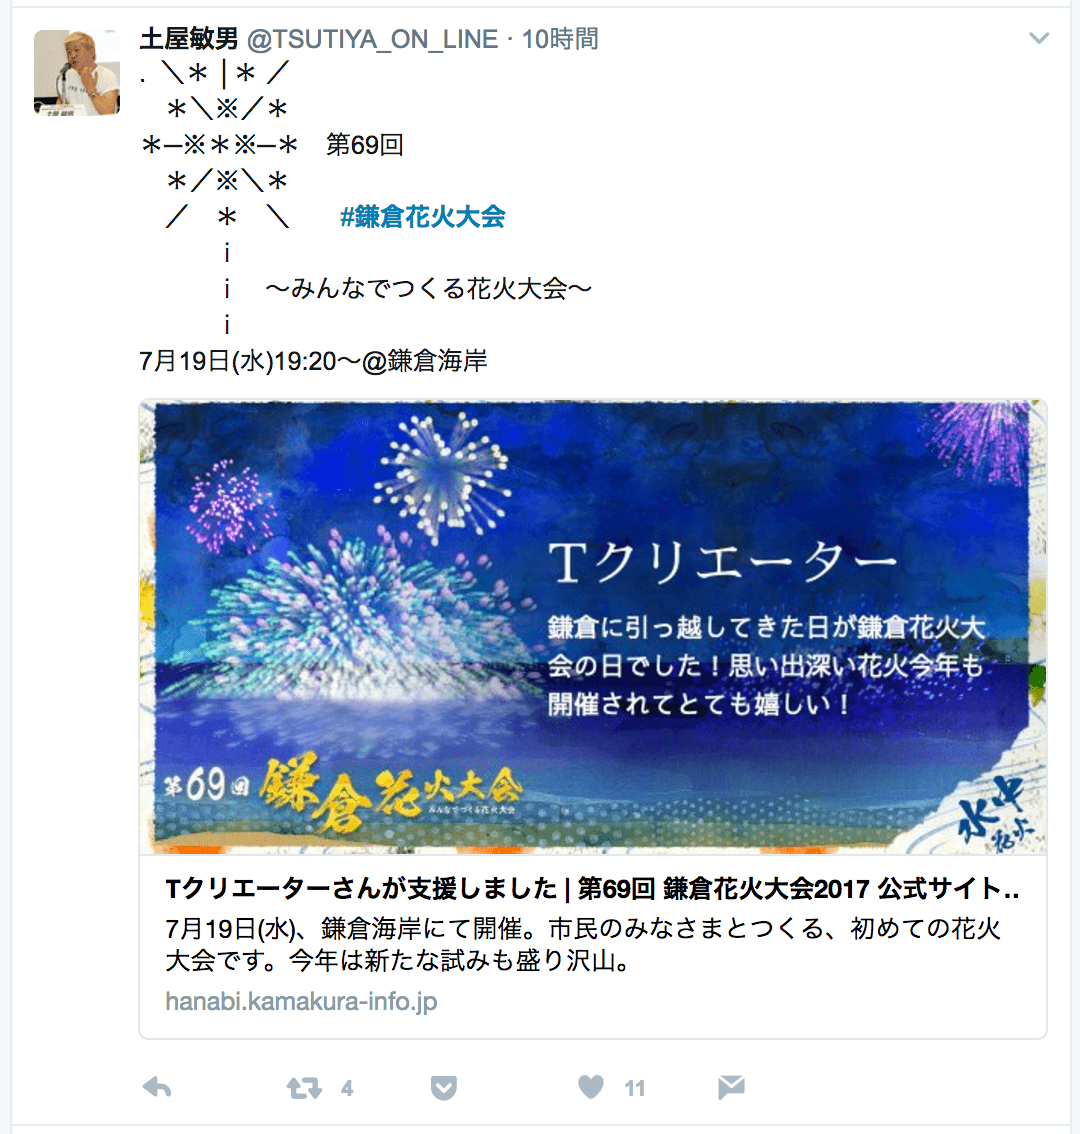 土屋敏男 @TSUTIYA_ON_LINE · 10時間
. ＼＊ | ＊ ／
＊＼※／＊
＊─※＊※─＊ 第69回
＊／※＼＊
／ ＊ ＼ #鎌倉花火大会
i
i 〜みんなでつくる花火大会〜
i
7月19日(水)19:20〜@鎌倉海岸
Tクリエーター
鎌倉に引っ越してきた日が鎌倉花火大
会の日でした！思い出深い花火今年も
開催されてとても嬉しい！
第69回 鎌倉花火大会
みんなでつくる花火大会
水中花火
Tクリエーターさんが支援しました | 第69回 鎌倉花火大会2017 公式サイト..
7月19日(水)、鎌倉海岸にて開催。市民のみなさまとつくる、初めての花火
大会です。今年は新たな試みも盛り沢山。
hanabi.kamakura-info.jp
4
11